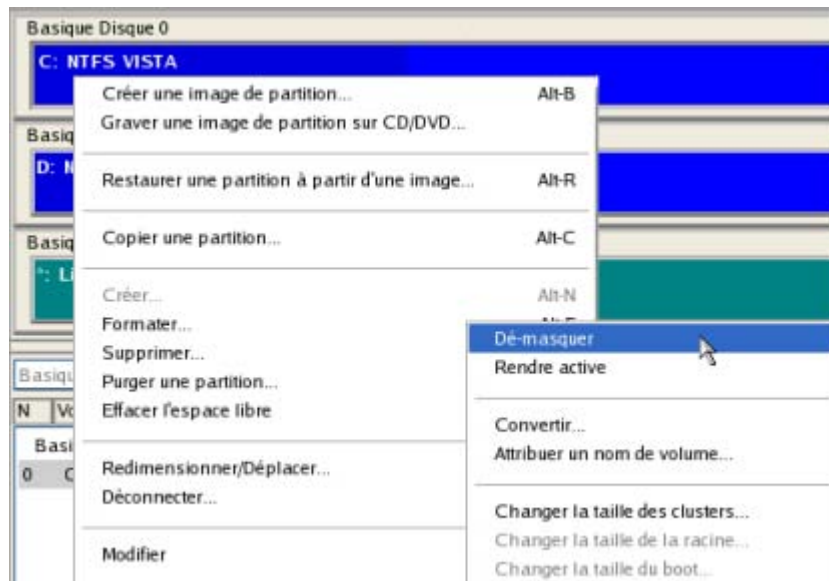 Basique Disque 0
C: NTFS VISTA
Créer une image de partition... Alt-B
Graver une image de partition sur CD/DVD...
Basiq
D: N
Restaurer une partition à partir d'une image... Alt-R
Copier une partition... Alt-C
Basiq
*: Li
Créer... Alt-N
Formater...
Dé-masquer
Supprimer...
Rendre active
Basiqu
Purger une partition...
N Vo
Effacer l'espace libre
Convertir...
Basi
Attribuer un nom de volume...
0 C
Redimensionner/Déplacer...
Déconnecter...
Changer la taille des clusters...
Changer la taille de la racine...
Modifier
Changer la taille du boot...